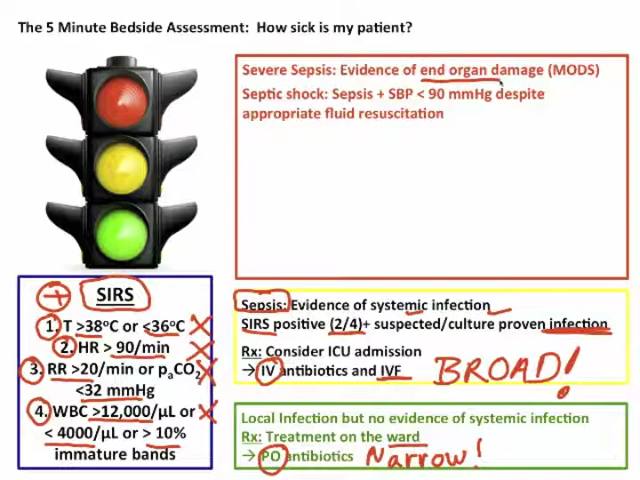 The 5 Minute Bedside Assessment: How sick is my patient?
Severe Sepsis: Evidence of end organ damage (MODS)
Septic shock: Sepsis + SBP < 90 mmHg despite
appropriate fluid resuscitation
+ SIRS
1. T >38°C or <36°C X
2. HR > 90/min X
3. RR >20/min or pₐCO₂ X
<32 mmHg
4. WBC >12,000/µL or X
< 4000/µL or > 10%
immature bands
Sepsis: Evidence of systemic infection
SIRS positive (2/4)+ suspected/culture proven infection
Rx: Consider ICU admission
→ IV antibiotics and IVF
BROAD!
Local Infection but no evidence of systemic infection
Rx: Treatment on the ward
→ PO antibiotics Narrow!